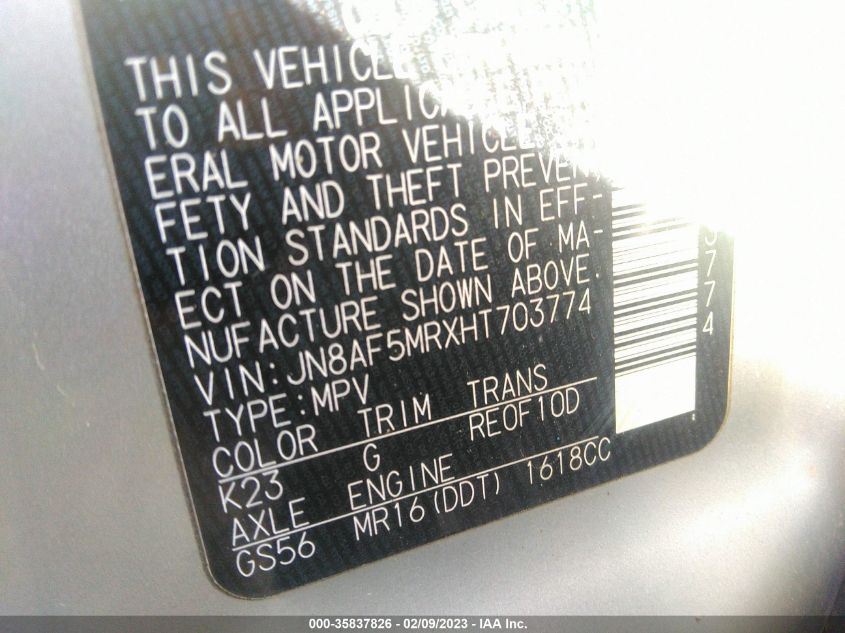 THIS VEHICLE
TO ALL APPLICA
ERAL MOTOR VEHICLE
FETY AND THEFT PREVEN
TION STANDARDS IN EFF-
ECT ON THE DATE OF MA-
NUFACTURE SHOWN ABOVE.
VIN:JN8AF5MRXHT703774
TYPE:MPV
COLOR TRIM TRANS
K23 G RE0F10D
AXLE ENGINE
GS56 MR16(DDT) 1618CC
3774
000-35837826 - 02/09/2023 - IAA Inc.